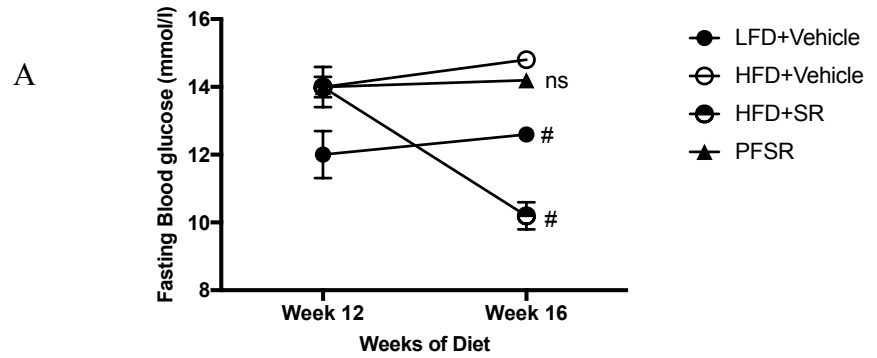 A
Fasting Blood glucose (mmol/l)
16
14
12
10
8
ns
#
#
Week 12
Week 16
Weeks of Diet
LFD+Vehicle
HFD+Vehicle
HFD+SR
PFSR